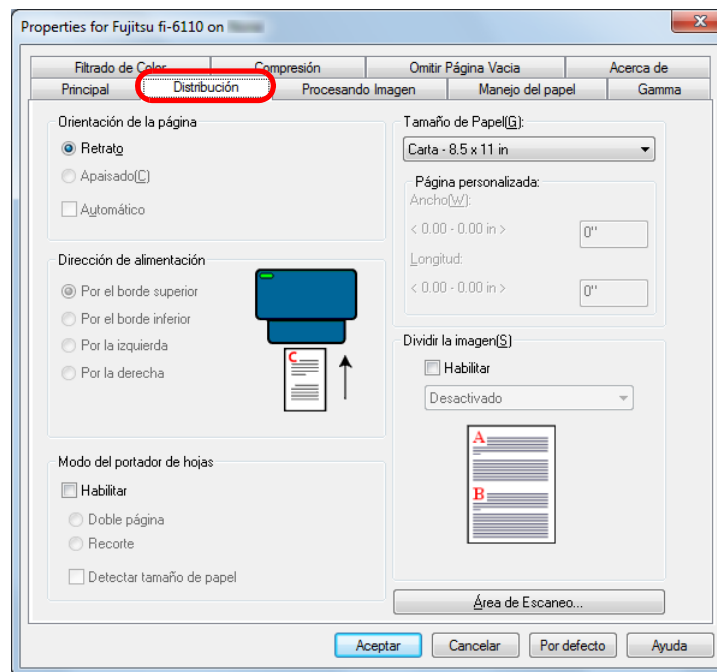 Properties for Fujitsu fi-6110 on
Filtrado de Color
Compresión
Omitir Página Vacia
Acerca de
Principal
Distribución
Procesando Imagen
Manejo del papel
Gamma
Orientación de la página
Retrato
Apaisado(C)
Automático
Dirección de alimentación
Por el borde superior
Por el borde inferior
Por la izquierda
Por la derecha
C
Modo del portador de hojas
Habilitar
Doble página
Recorte
Detectar tamaño de papel
Tamaño de Papel(G):
Carta - 8.5 x 11 in
Página personalizada:
Ancho(W):
< 0.00 - 0.00 in >
0"
Longitud:
< 0.00 - 0.00 in >
0"
Dividir la imagen(S)
Habilitar
Desactivado
A
B
Área de Escaneo...
Aceptar
Cancelar
Por defecto
Ayuda